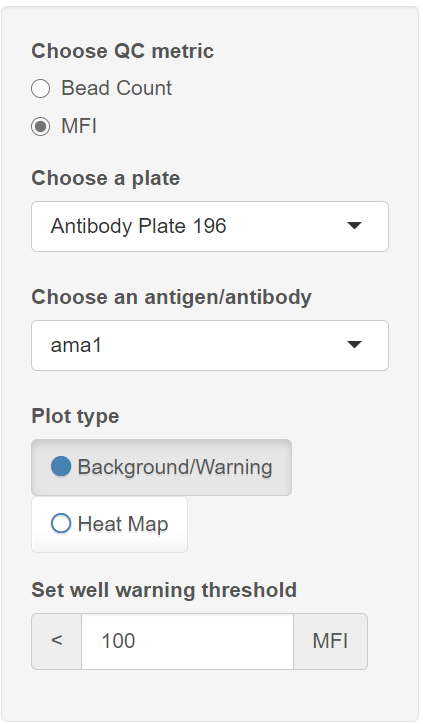 Choose QC metric
Bead Count
MFI
Choose a plate
Antibody Plate 196
Choose an antigen/antibody
ama1
Plot type
Background/Warning
Heat Map
Set well warning threshold
< 100 MFI